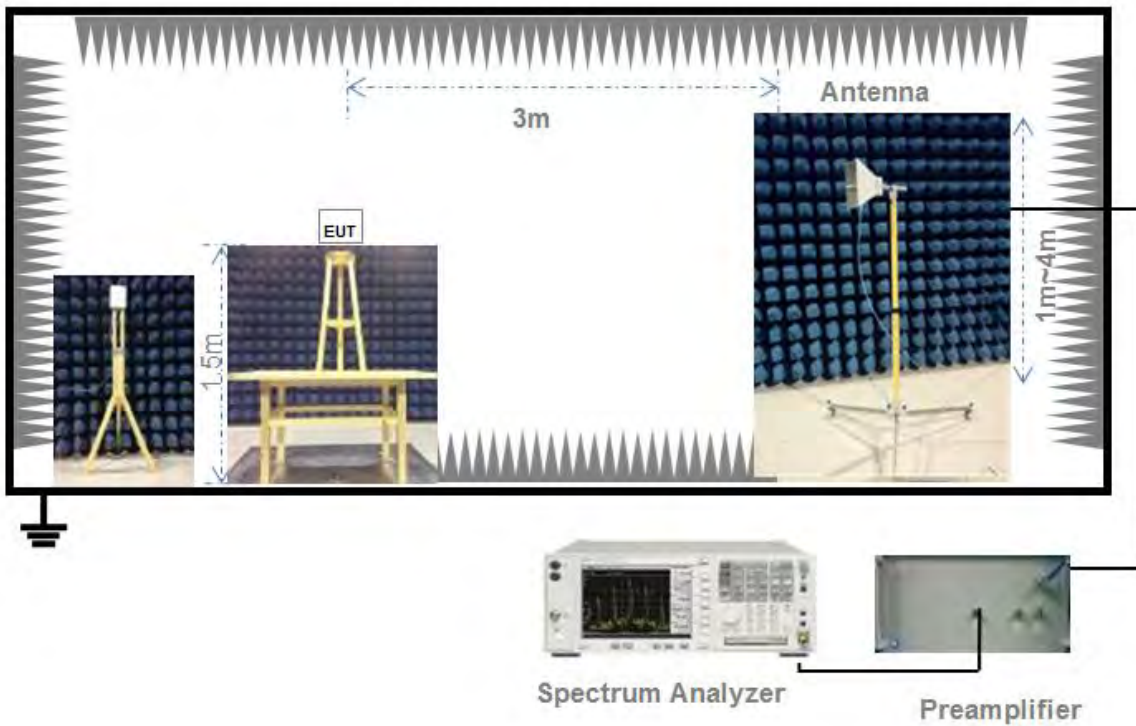 Antenna
3m
EUT
1.5m
1m~4m
Spectrum Analyzer
Preamplifier